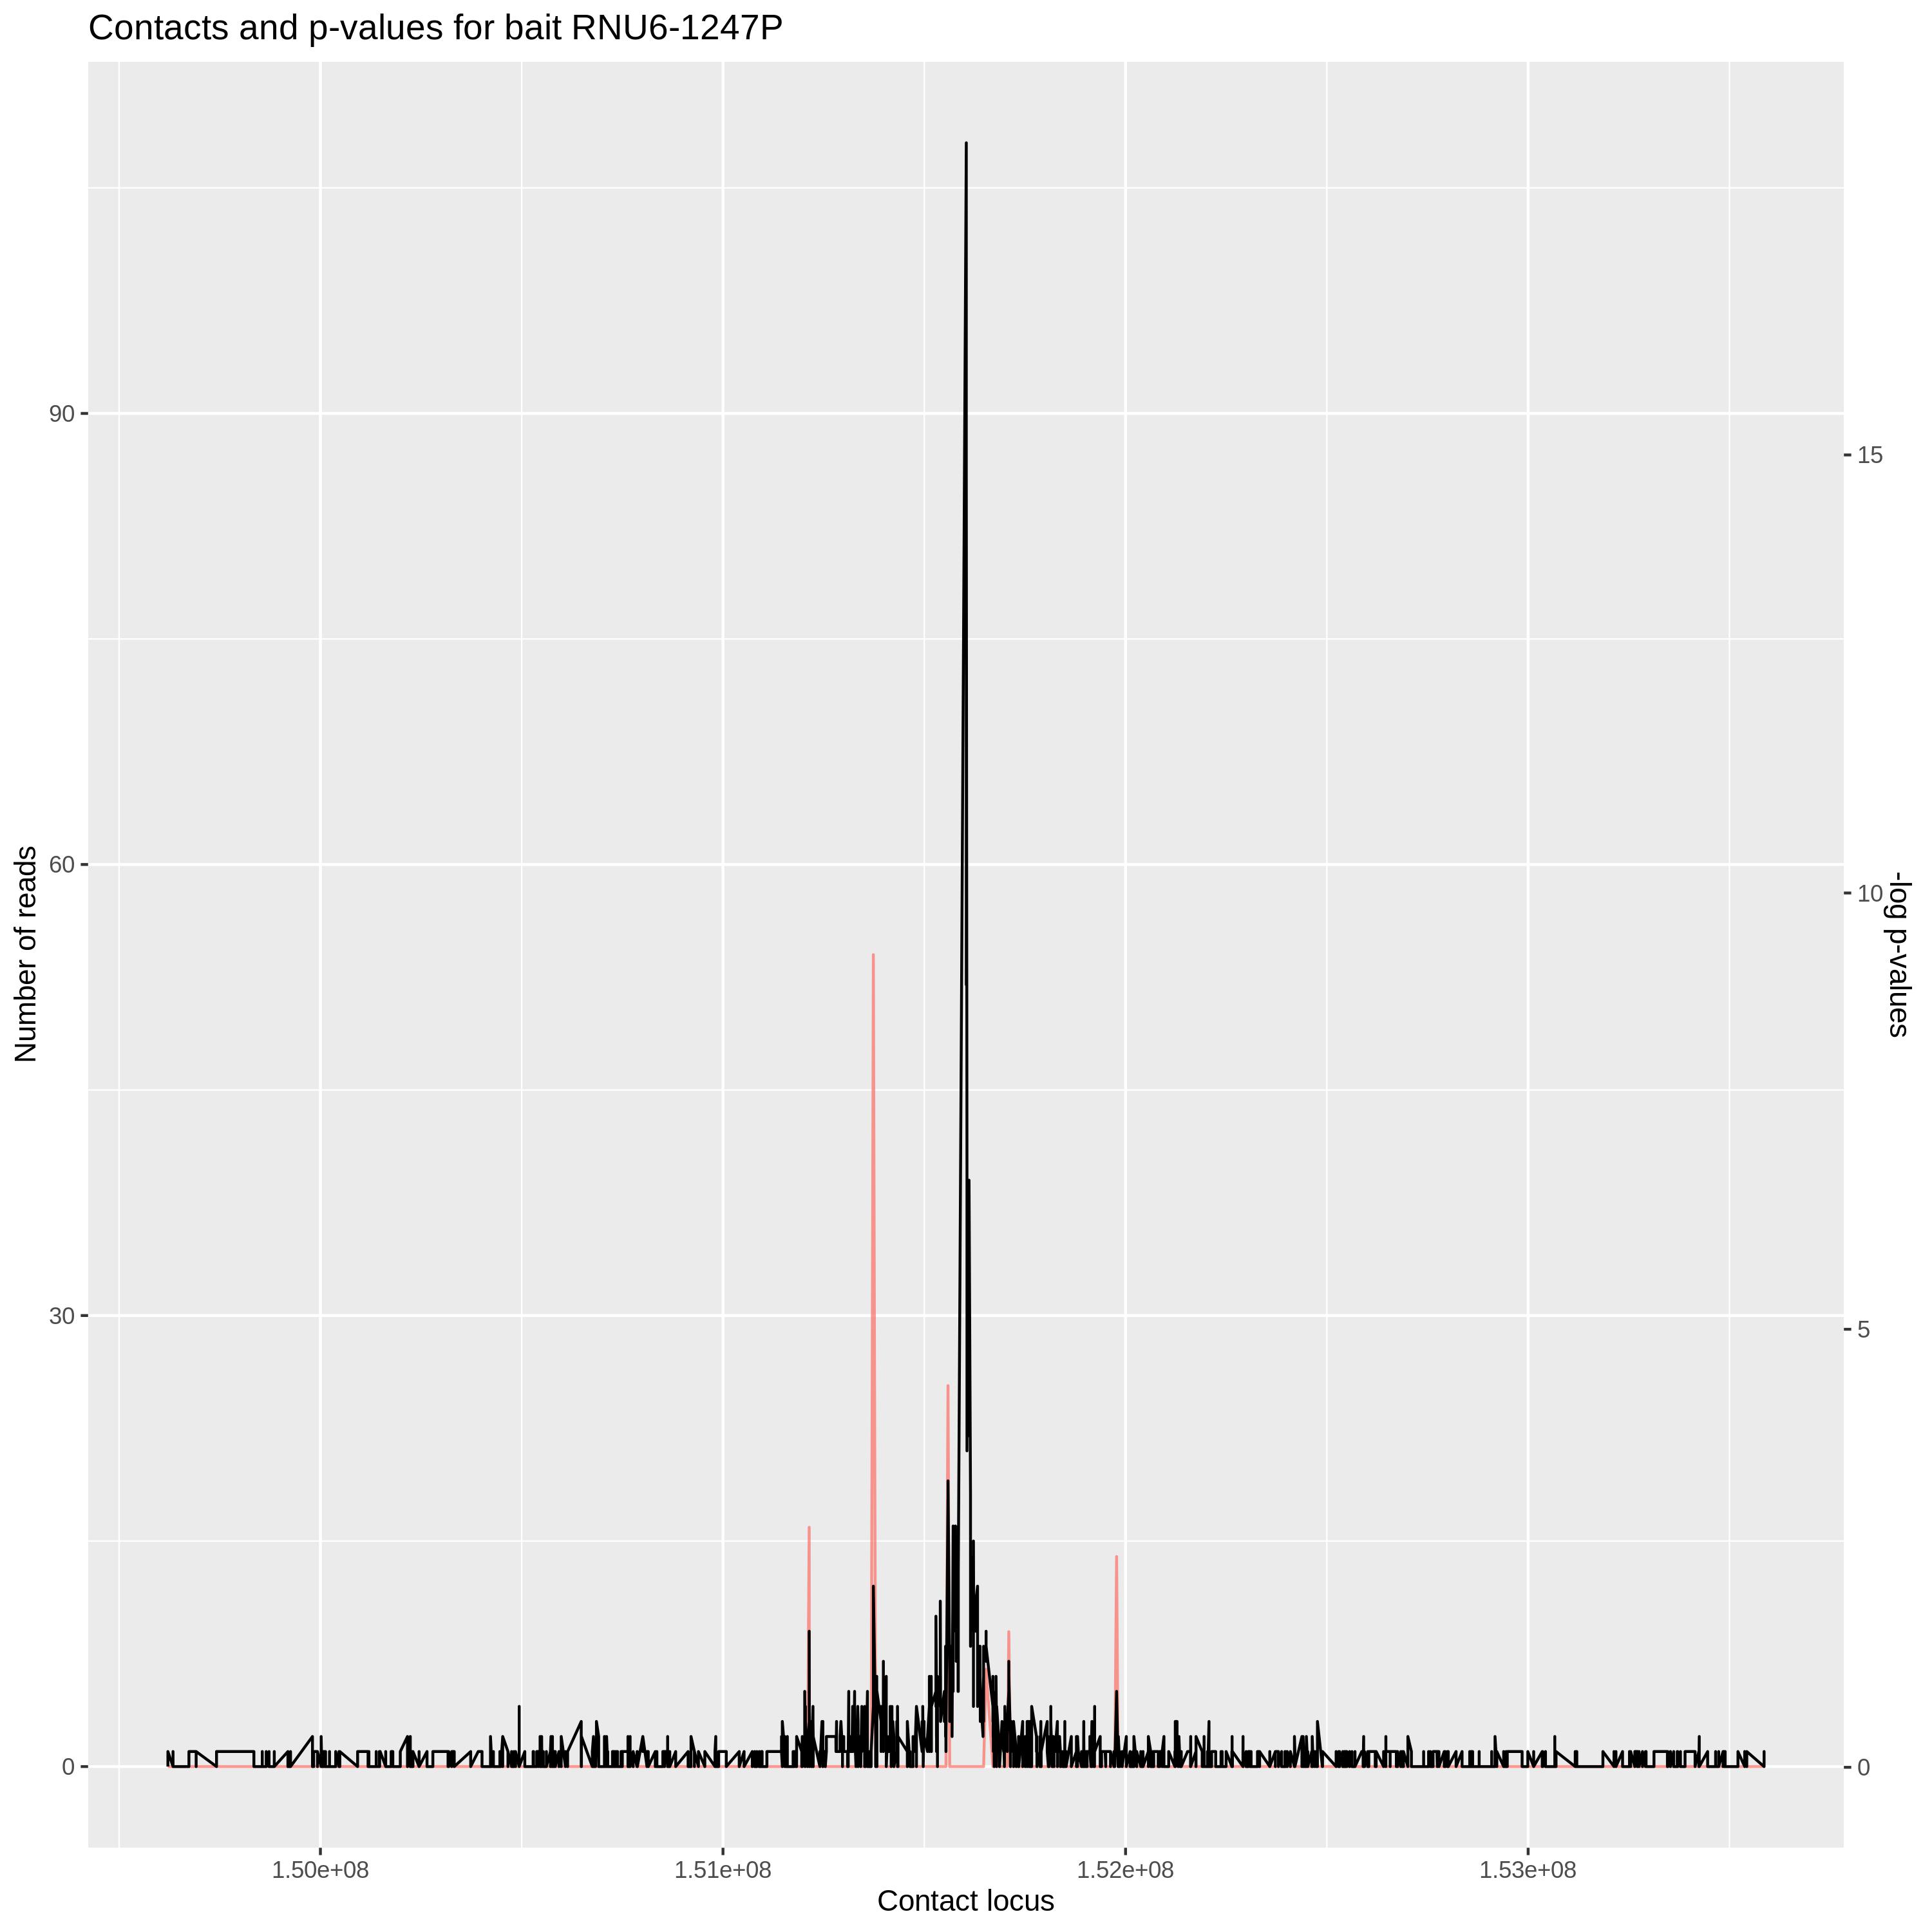 Contacts and p-values for bait RNU6-1247P
Number of reads
90
60
30
0
15
10
5
0
-log p-values
1.50e+08 1.51e+08 1.52e+08 1.53e+08
Contact locus